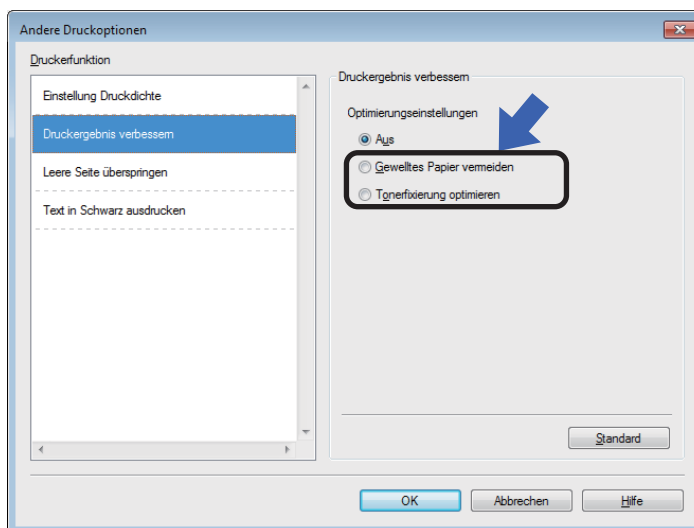 Andere Druckoptionen
Druckerfunktion
Einstellung Druckdichte
Druckergebnis verbessern
Leere Seite überspringen
Text in Schwarz ausdrucken
Druckergebnis verbessern
Optimierungseinstellungen
Aus
Gewelltes Papier vermeiden
Tonerfixierung optimieren
Standard
OK
Abbrechen
Hilfe